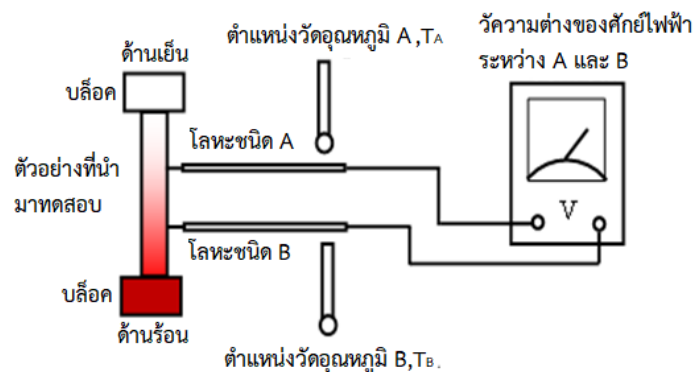 ตำแหน่งวัดอุณหภูมิ A ,TA
วัดความต่างของศักย์ไฟฟ้า
ระหว่าง A และ B
ด้านเย็น
บล็อค
โลหะชนิด A
ตัวอย่างที่นำ
มาทดสอบ
V
โลหะชนิด B
บล็อค
ด้านร้อน
ตำแหน่งวัดอุณหภูมิ B,TB.